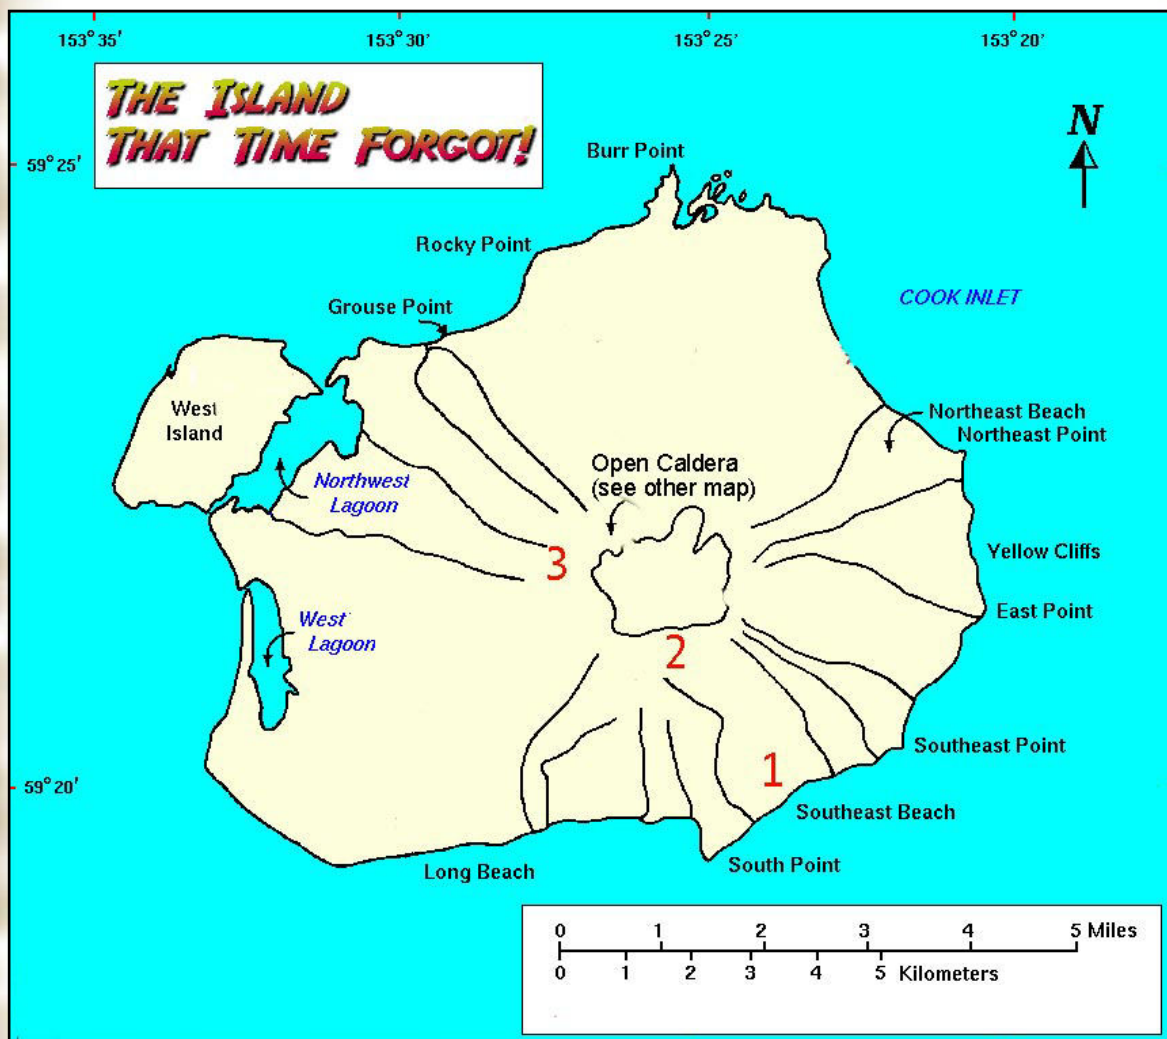 153°35'
153°30'
153°25'
153°20'
THE ISLAND
THAT TIME FORGOT!
N
59°25'
Burr Point
Rocky Point
COOK INLET
Grouse Point
West
Island
Northeast Beach
Northeast Point
Open Caldera
(see other map)
Northwest
Lagoon
Yellow Cliffs
3
East Point
West
Lagoon
2
Southeast Point
1
59°20'
Southeast Beach
South Point
Long Beach
0 1 2 3 4 5 Miles
0 1 2 3 4 5 Kilometers